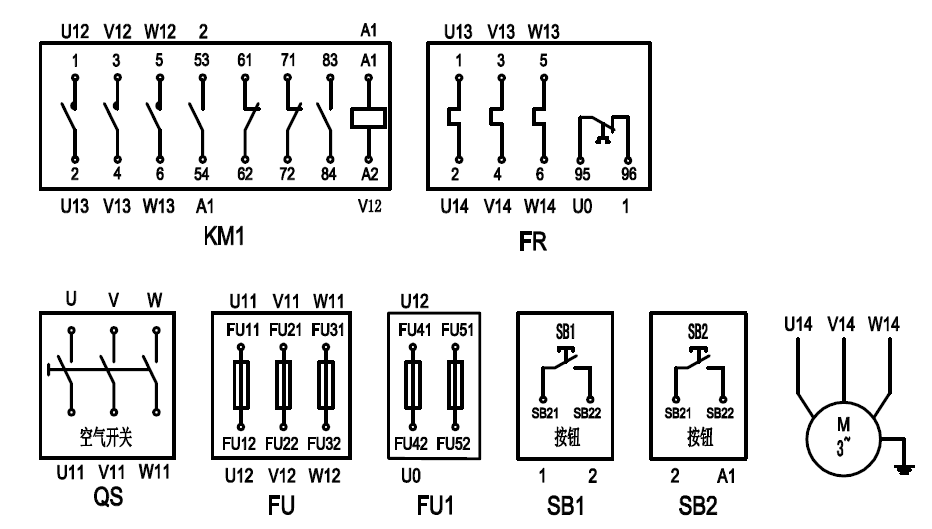 U12 V12 W12 2 A1
1 3 5 53 61 71 83 A1
2 4 6 54 62 72 84 A2
U13 V13 W13 A1 V12
KM1
U13 V13 W13
1 3 5
2 4 6 95 96
U14 V14 W14 U0 1
FR
U V W
空气开关
U11 V11 W11
QS
U11 V11 W11
FU11 FU21 FU31
FU12 FU22 FU32
U12 V12 W12
FU
U12
FU41 FU51
FU42 FU52
U0
FU1
SB1
SB21 SB22
按钮
1 2
SB1
SB2
SB21 SB22
按钮
2 A1
SB2
U14 V14 W14
M
3~